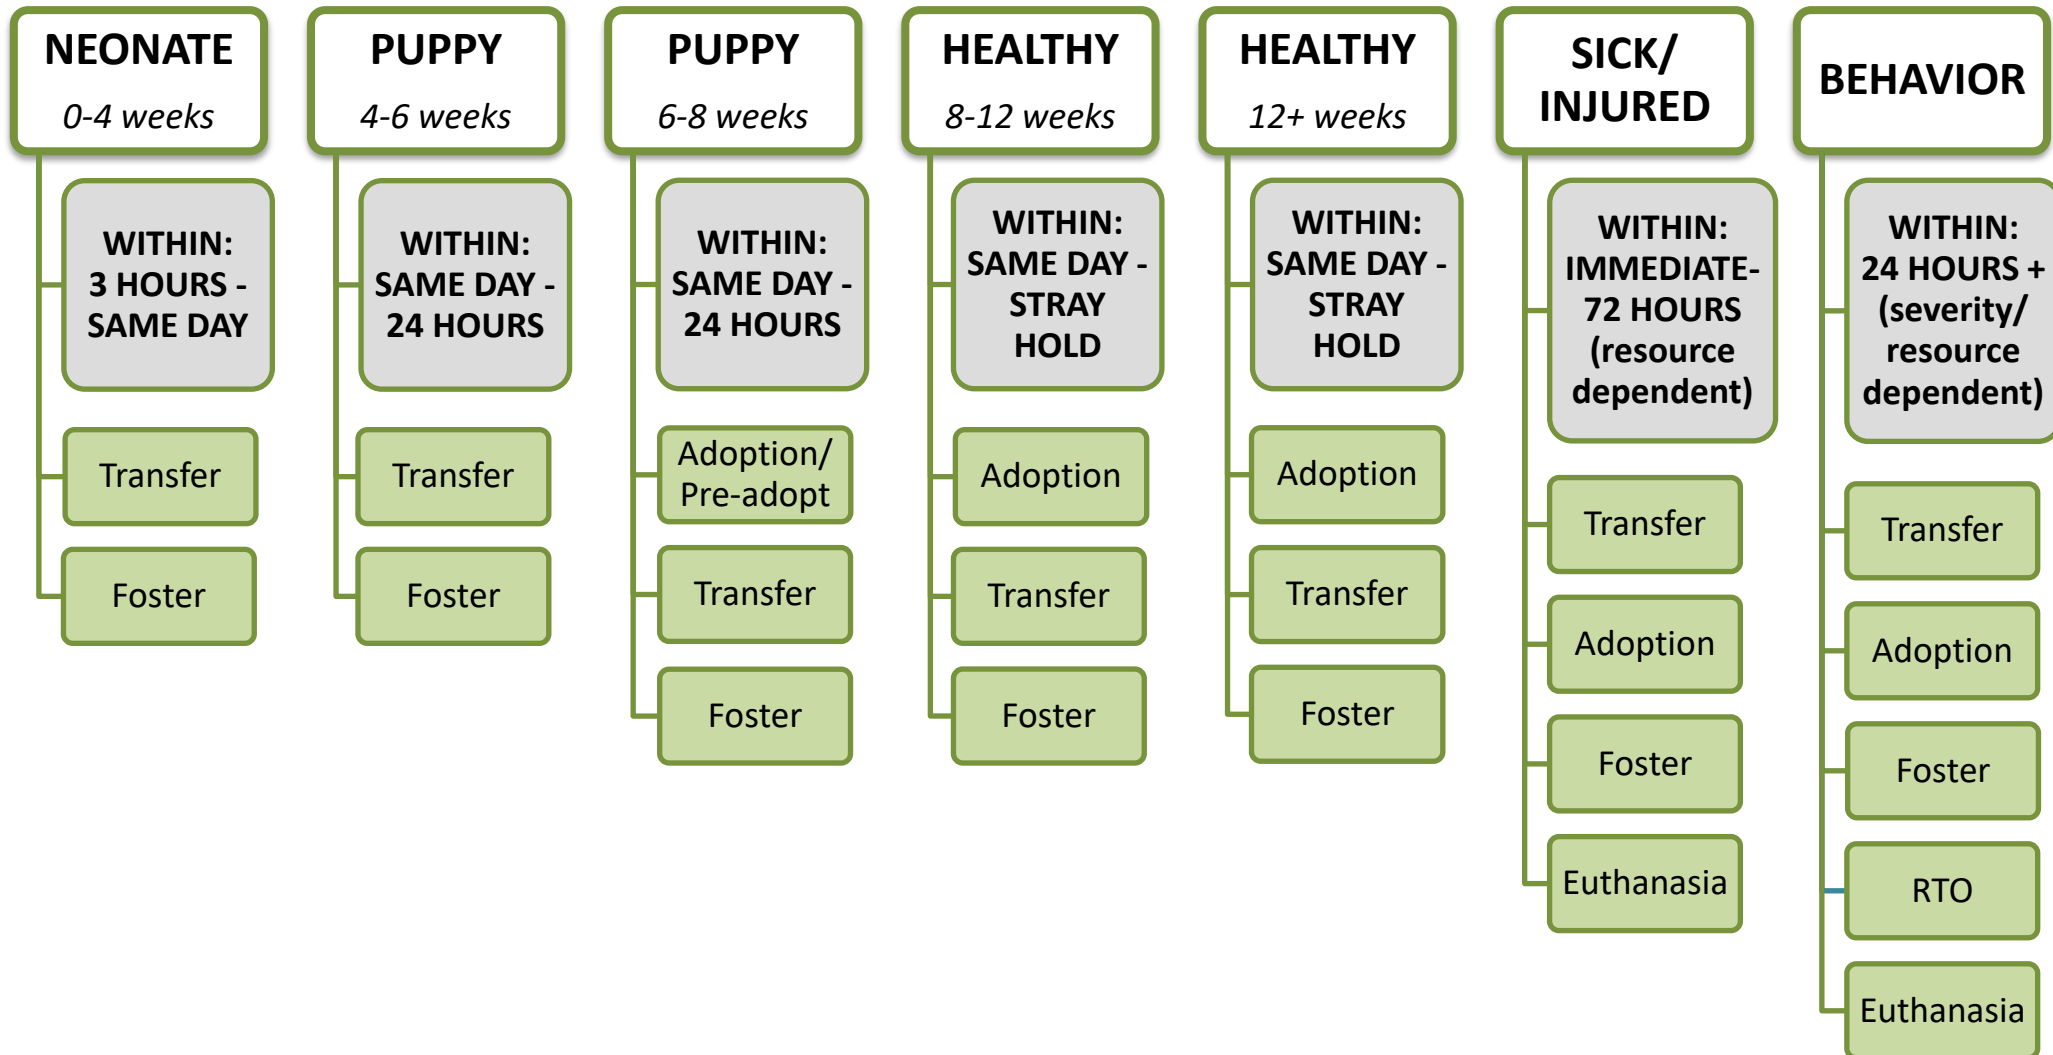 NEONATE
0-4 weeks
WITHIN:
3 HOURS -
SAME DAY
Transfer
Foster
PUPPY
4-6 weeks
WITHIN:
SAME DAY -
24 HOURS
Transfer
Foster
PUPPY
6-8 weeks
WITHIN:
SAME DAY -
24 HOURS
Adoption/
Pre-adopt
Transfer
Foster
HEALTHY
8-12 weeks
WITHIN:
SAME DAY -
STRAY
HOLD
Adoption
Transfer
Foster
HEALTHY
12+ weeks
WITHIN:
SAME DAY -
STRAY
HOLD
Adoption
Transfer
Foster
SICK/
INJURED
WITHIN:
IMMEDIATE-
72 HOURS
(resource
dependent)
Transfer
Adoption
Foster
Euthanasia
BEHAVIOR
WITHIN:
24 HOURS +
(severity/
resource
dependent)
Transfer
Adoption
Foster
RTO
Euthanasia